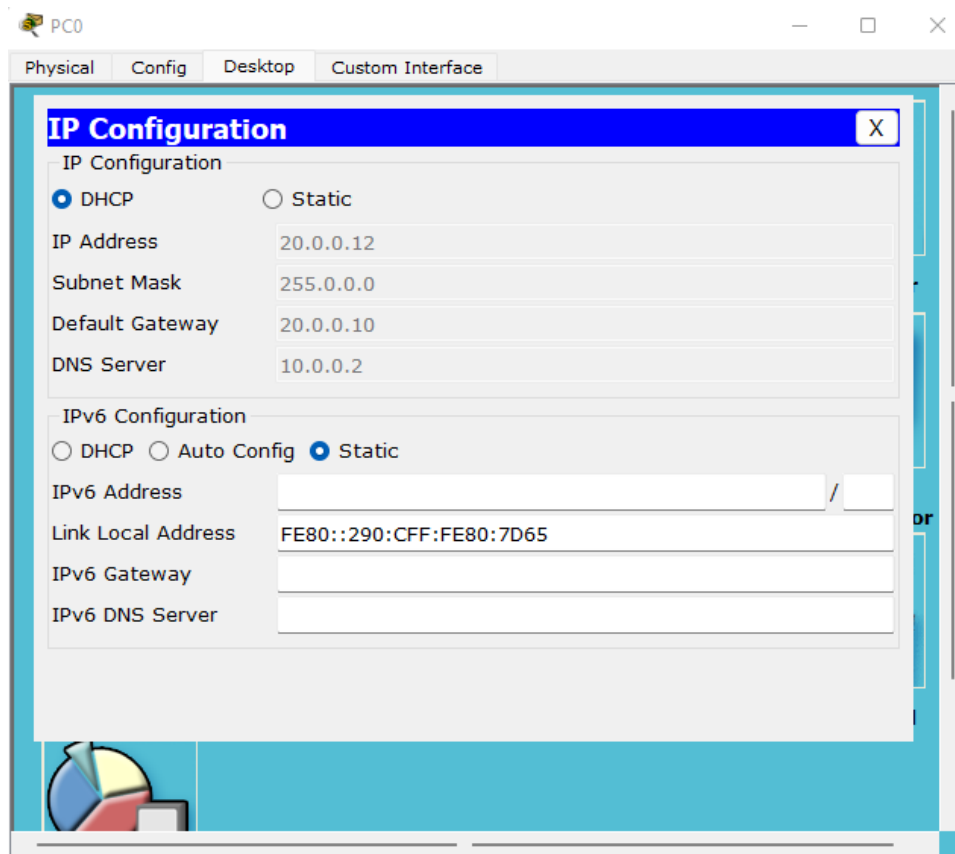 PC0
Physical Config Desktop Custom Interface
IP Configuration X
IP Configuration
DHCP Static
IP Address 20.0.0.12
Subnet Mask 255.0.0.0
Default Gateway 20.0.0.10
DNS Server 10.0.0.2
IPv6 Configuration
DHCP Auto Config Static
IPv6 Address /
Link Local Address FE80::290:CFF:FE80:7D65
IPv6 Gateway
IPv6 DNS Server